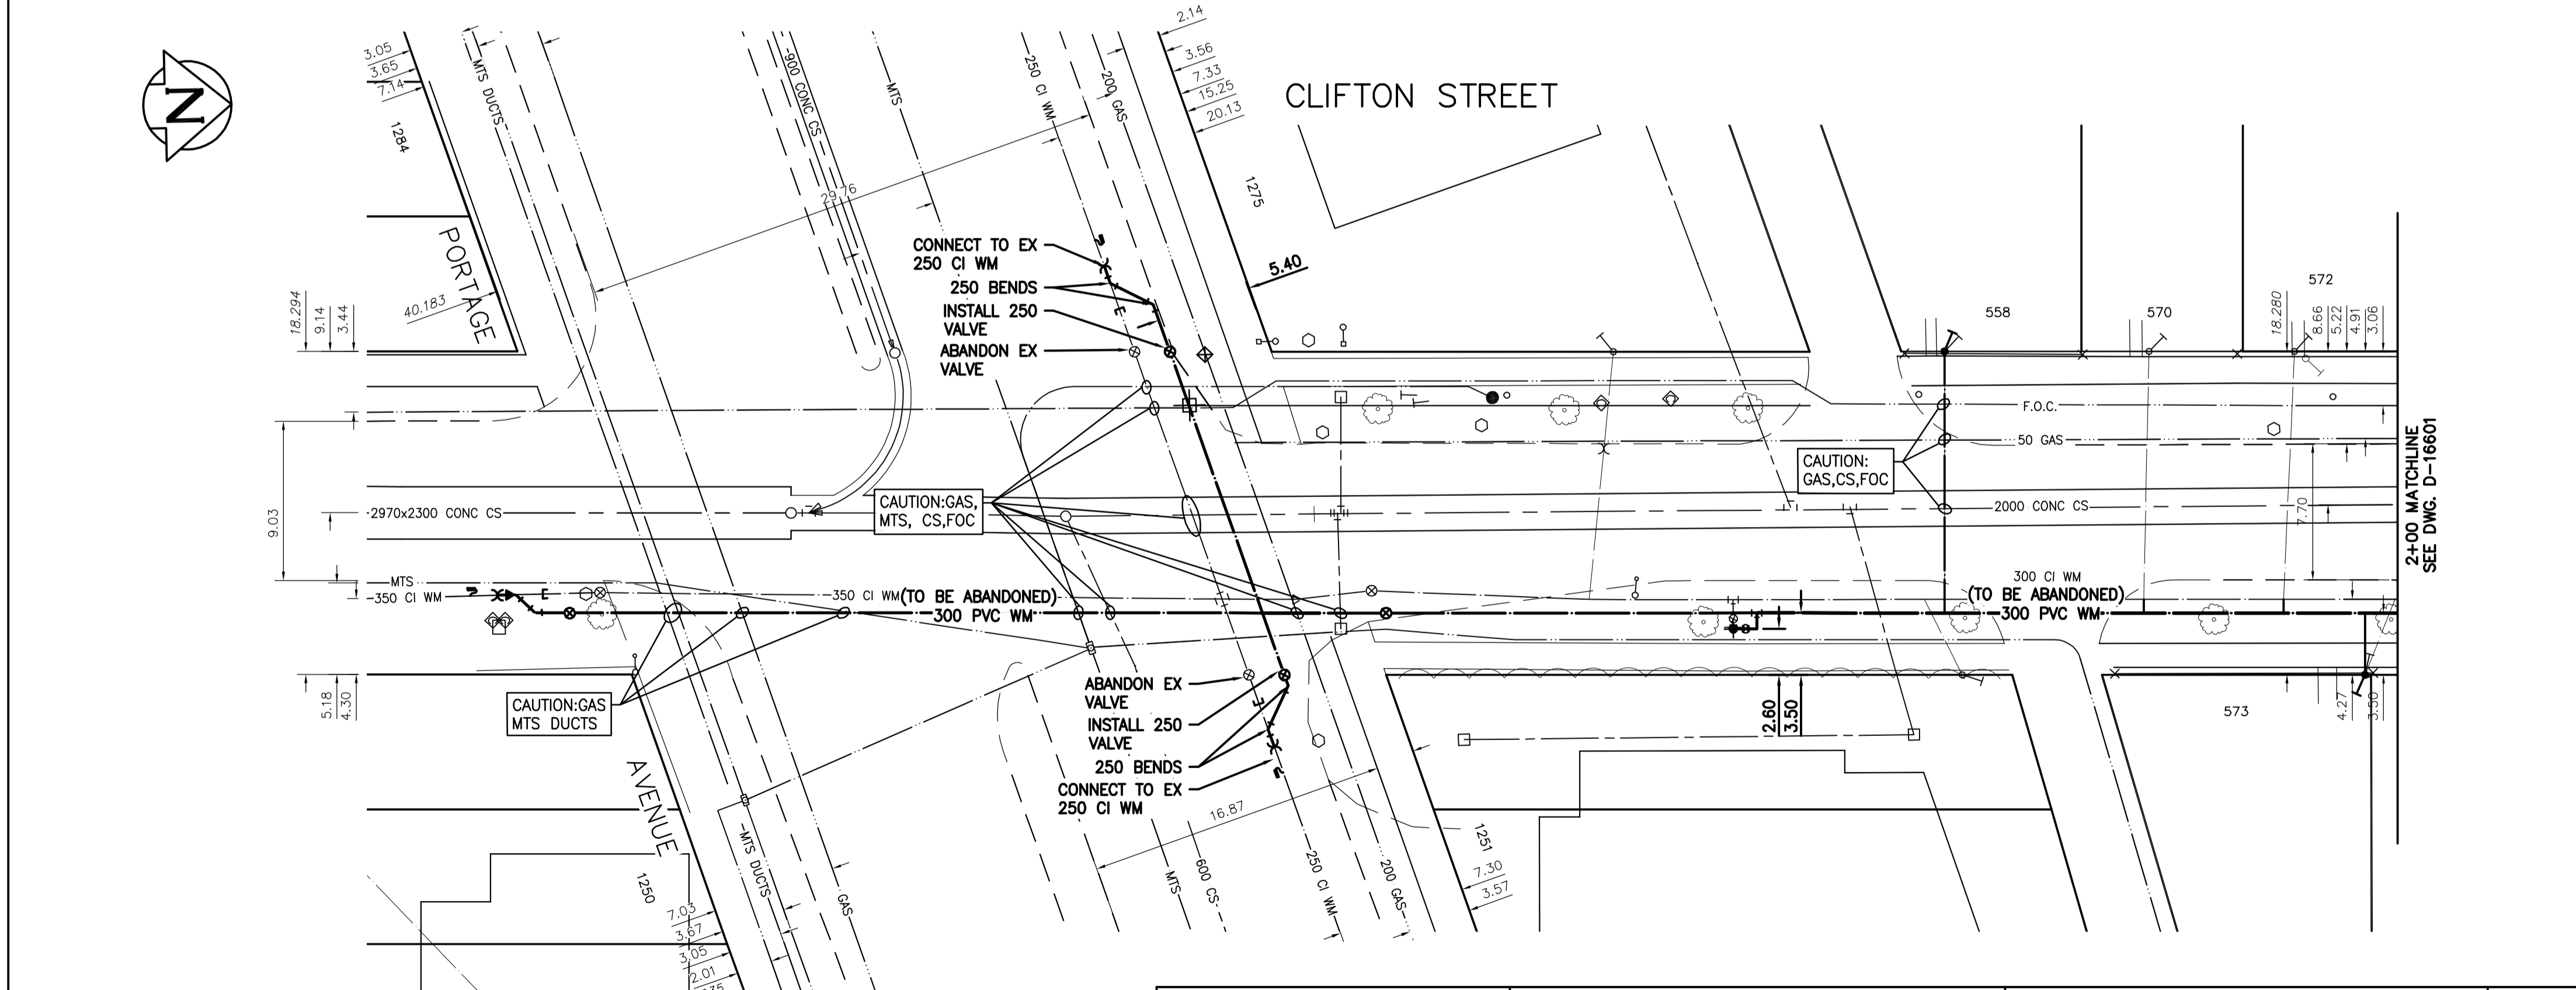 N
CLIFTON STREET
3.05
3.65
7.14
MTS DUCTS
900 CONC CS
MTS
250 CI WM
200 GAS
2.14
3.56
7.33
15.25
20.13
1284
PORTAGE
40.183
29.76
1275
5.40
CONNECT TO EX
250 CI WM
250 BENDS
INSTALL 250
VALVE
ABANDON EX
VALVE
E
18.294
9.14
3.44
558
570
572
18.280
8.66
5.22
4.91
3.06
F.O.C.
50 GAS
CAUTION:
GAS,CS,FOC
2000 CONC CS
7.70
2+00 MATCHLINE
SEE DWG. D-16601
9.03
2970x2300 CONC CS
CAUTION:GAS,
MTS, CS,FOC
MTS
350 CI WM
E
350 CI WM(TO BE ABANDONED)
300 PVC WM
300 CI WM
(TO BE ABANDONED)
300 PVC WM
5.18
4.30
CAUTION:GAS
MTS DUCTS
ABANDON EX
VALVE
INSTALL 250
VALVE
250 BENDS
CONNECT TO EX
250 CI WM
E
2.60
3.50
573
4.27
3.50
AVENUE
1250
MTS DUCTS
GAS
16.87
MTS
600 CS
250 CI WM
200 GAS
1251
7.30
3.57
7.03
3.67
3.05
2.01